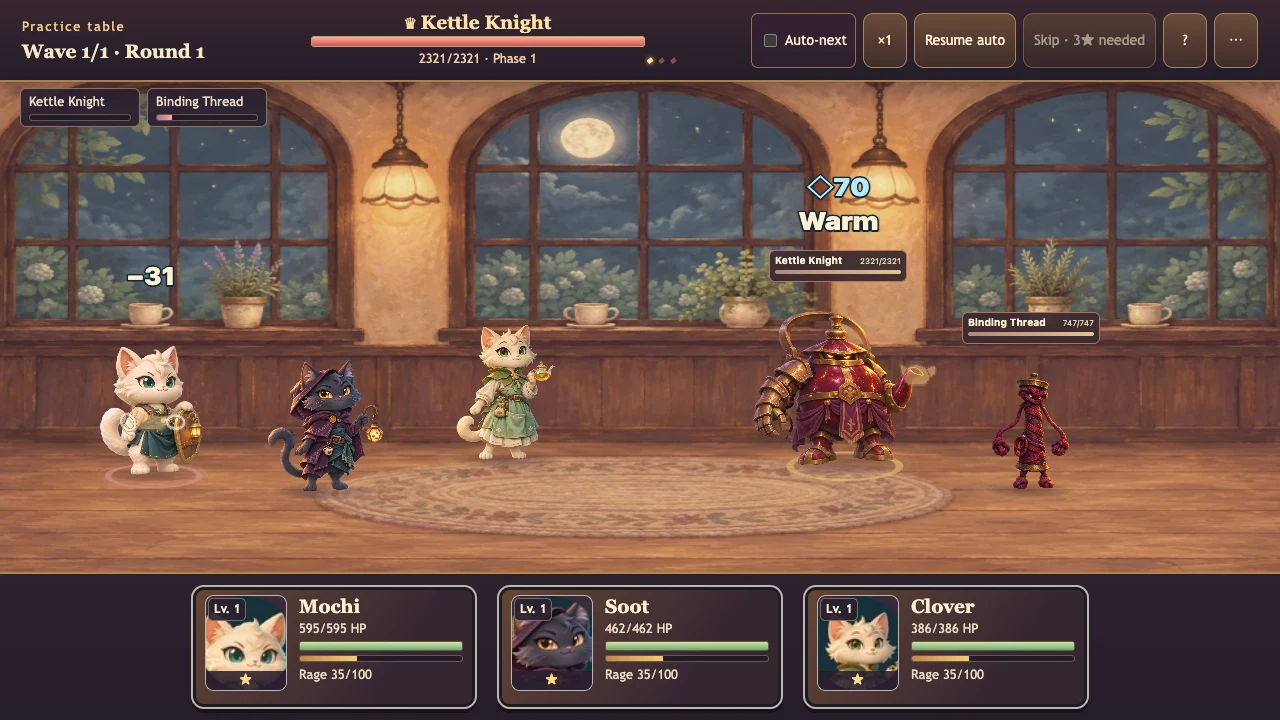 Practice table
Wave 1/1 · Round 1
♛ Kettle Knight
2321/2321 · Phase 1
Auto-next
×1
Resume auto
Skip · 3★ needed
?
···
Kettle Knight
Binding Thread
◇70
Warm
−31
Kettle Knight 2321/2321
Binding Thread 747/747
Lv. 1
Mochi
595/595 HP
Rage 35/100
Lv. 1
Soot
462/462 HP
Rage 35/100
Lv. 1
Clover
386/386 HP
Rage 35/100